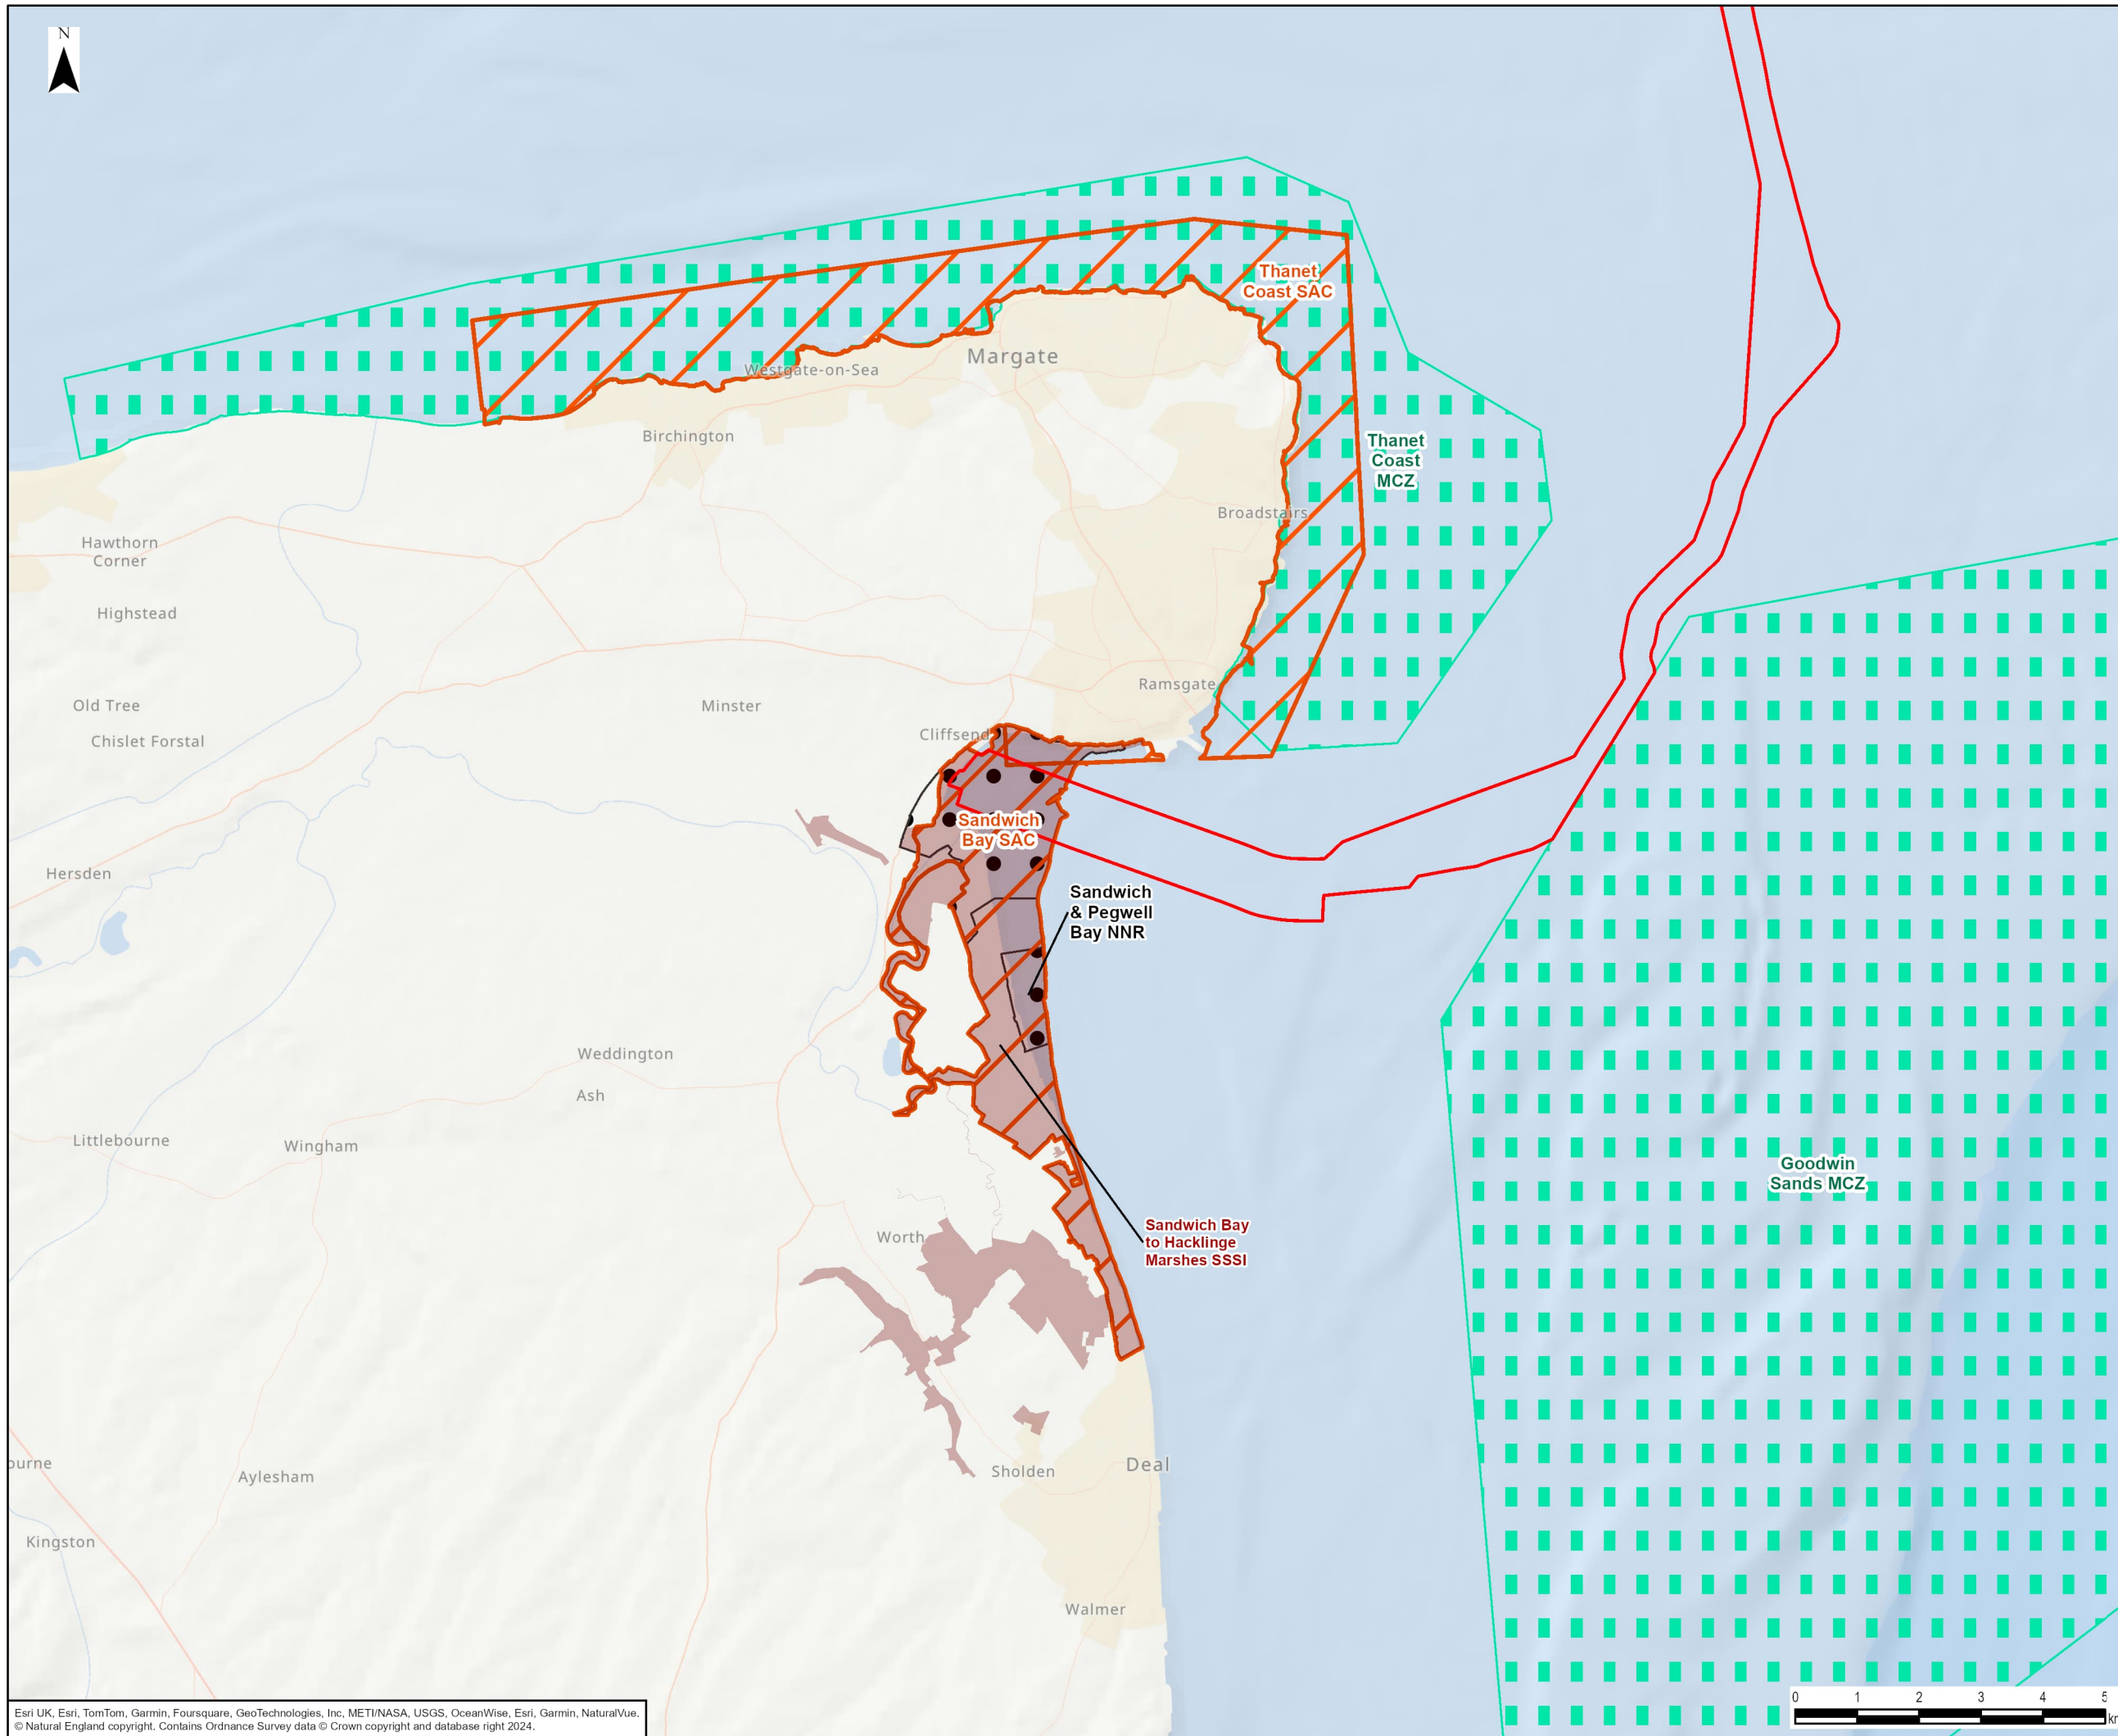 N
Thanet
Coast SAC
Margate
Westgate-on-Sea
Birchington
Thanet
Coast
MCZ
Broadstairs
Hawthorn
Corner
Highstead
Ramsgate
Old Tree
Minster
Cliffsend
Chislet Forstal
Sandwich
Bay SAC
Hersden
Sandwich
& Pegwell
Bay NNR
Weddington
Ash
Littlebourne
Wingham
Goodwin
Sands MCZ
Worth
Sandwich Bay
to Hacklinge
Marshes SSSI
ourne
Aylesham
Sholden
Deal
Kingston
Walmer
0 1 2 3 4 5
km
Esri UK, Esri, TomTom, Garmin, Foursquare, GeoTechnologies, Inc, METI/NASA, USGS, OceanWise, Esri, Garmin, NaturalVue.
© Natural England copyright. Contains Ordnance Survey data © Crown copyright and database right 2024.